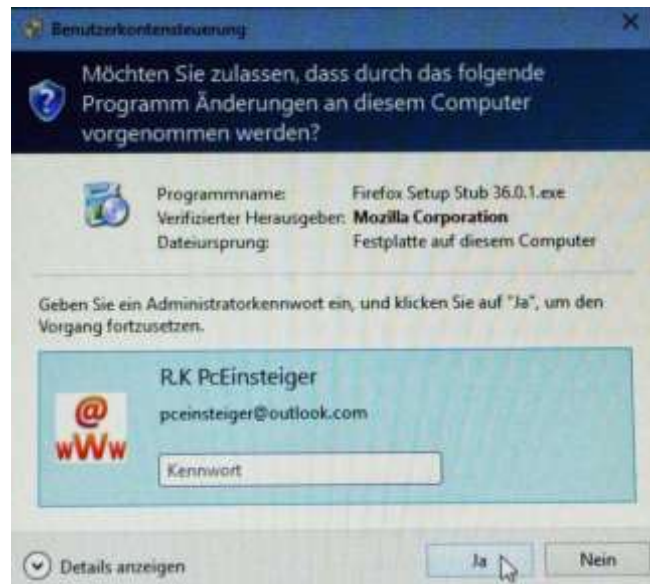 Benutzerkontensteuerung
Möchten Sie zulassen, dass durch das folgende
Programm Änderungen an diesem Computer
vorgenommen werden?
Programmname: Firefox Setup Stub 36.0.1.exe
Verifizierter Herausgeber: Mozilla Corporation
Dateiursprung: Festplatte auf diesem Computer
Geben Sie ein Administratorkennwort ein, und klicken Sie auf "Ja", um den
Vorgang fortzusetzen.
R.K PcEinsteiger
@
wWw
pceinsteiger@outlook.com
Kennwort
Details anzeigen
Ja
Nein